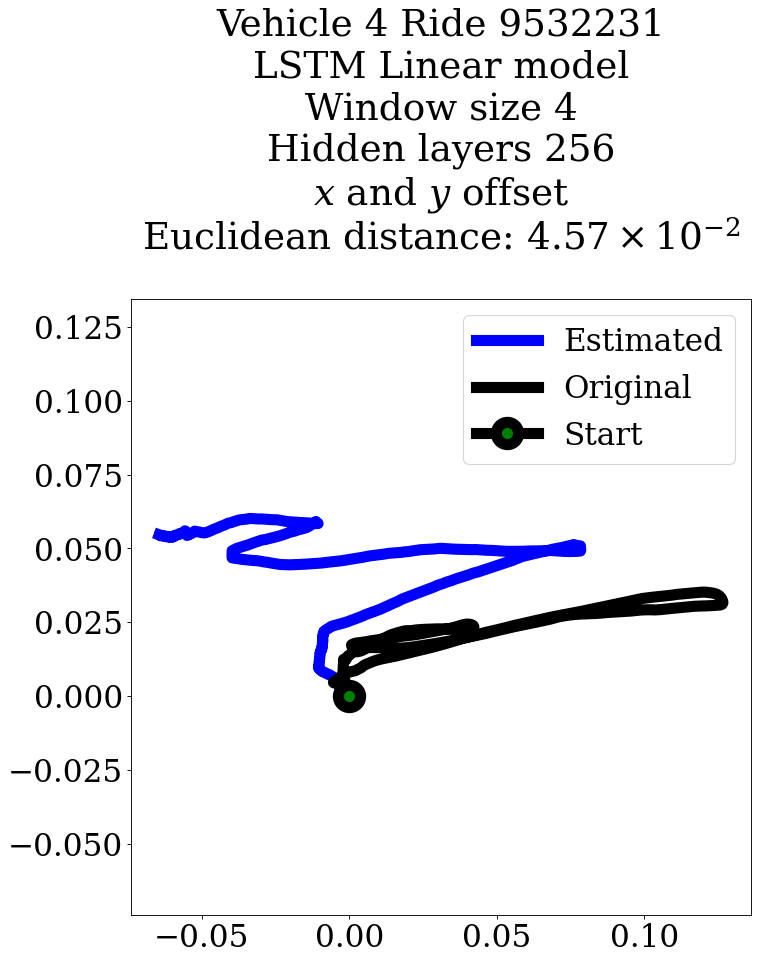 Vehicle 4 Ride 9532231
LSTM Linear model
Window size 4
Hidden layers 256
x and y offset
Euclidean distance: 4.57 × 10⁻²
Estimated
Original
Start
0.125
0.100
0.075
0.050
0.025
0.000
−0.025
−0.050
−0.05 0.00 0.05 0.10